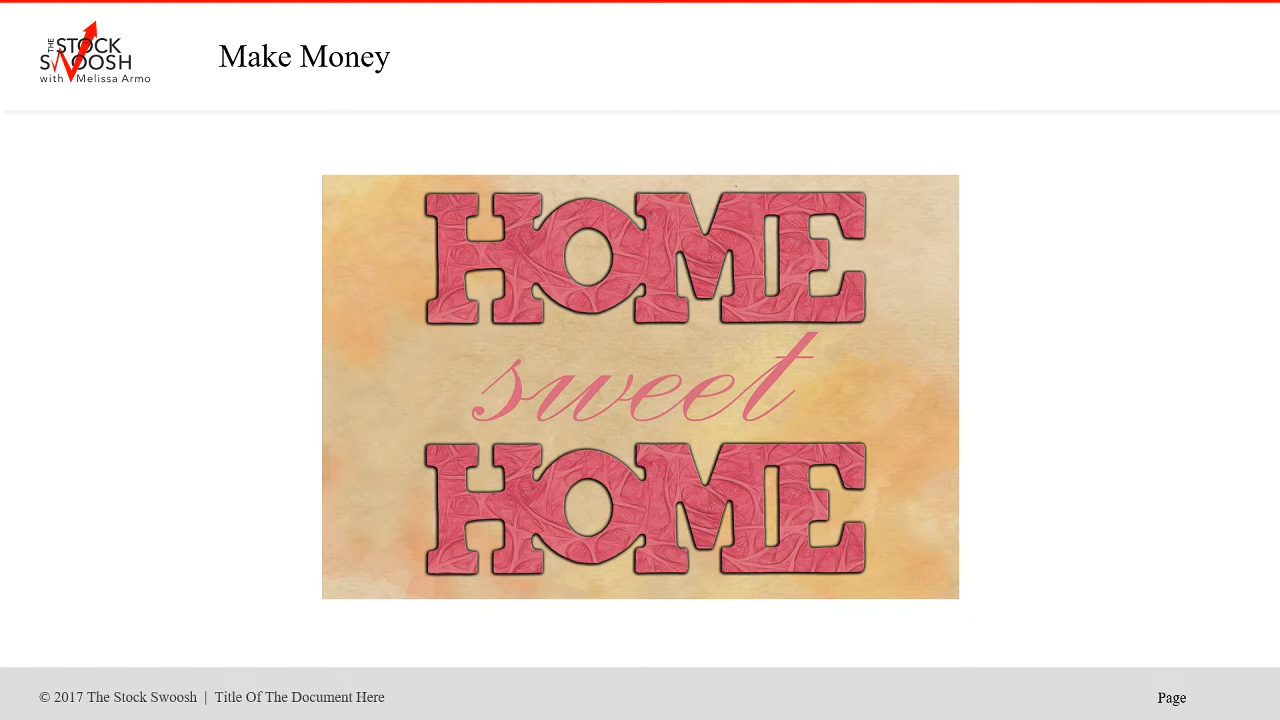 THE STOCK
SWOOSH
with Melissa Armo
Make Money
HOME
sweet
HOME
© 2017 The Stock Swoosh | Title Of The Document Here
Page